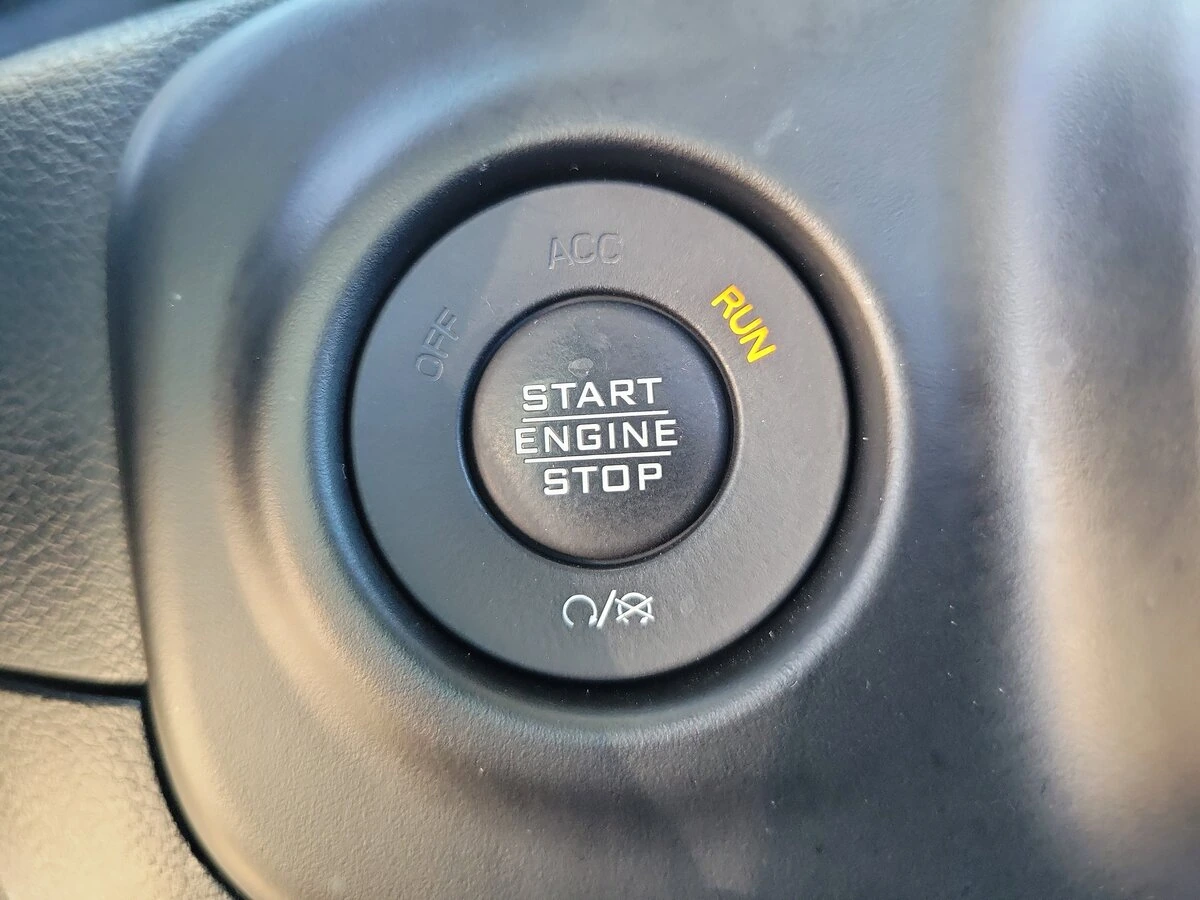 ACC
OFF
RUN
START
ENGINE
STOP